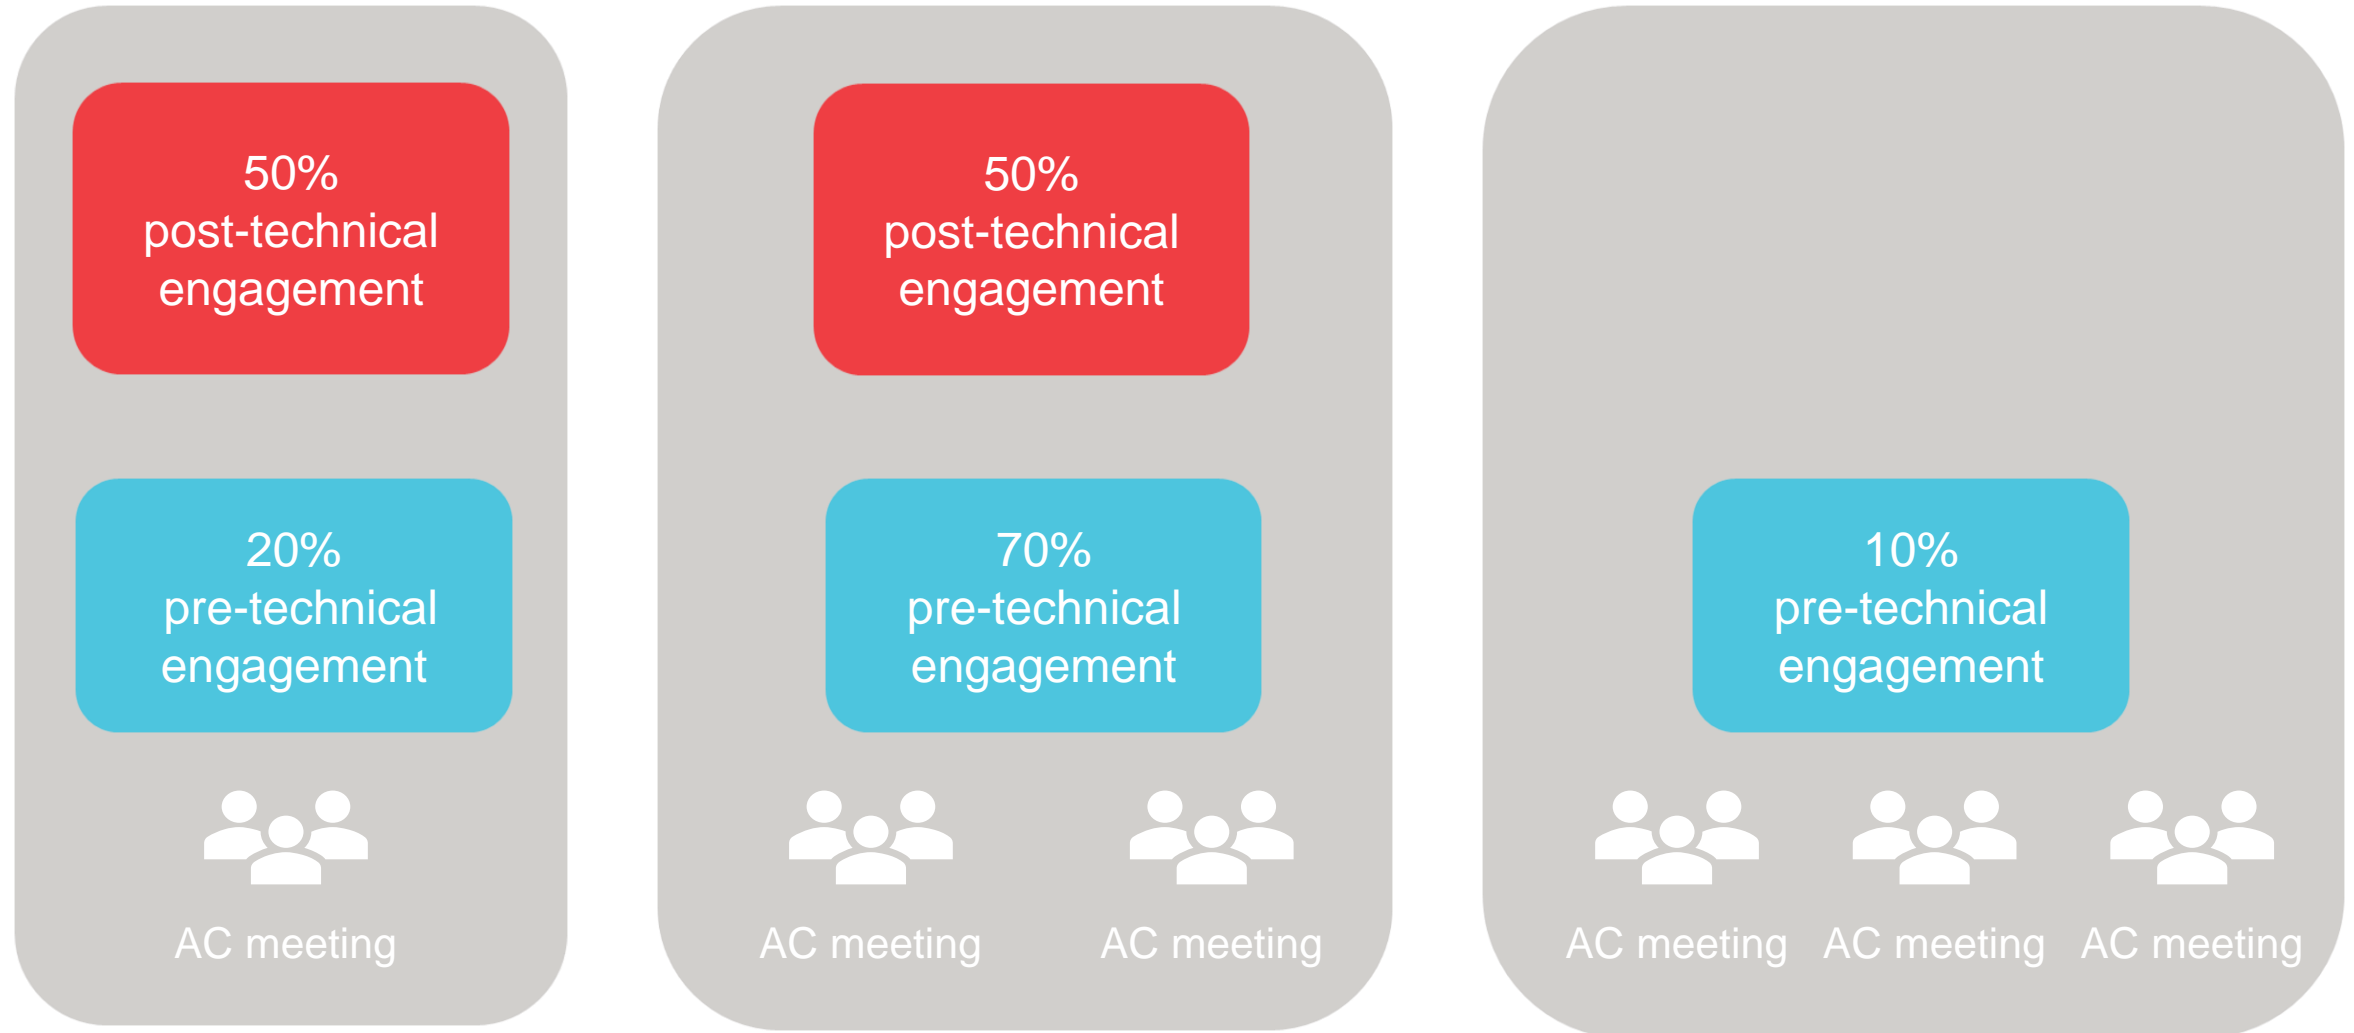 50%
post-technical
engagement
20%
pre-technical
engagement
AC meeting
50%
post-technical
engagement
70%
pre-technical
engagement
AC meeting
AC meeting
10%
pre-technical
engagement
AC meeting
AC meeting
AC meeting